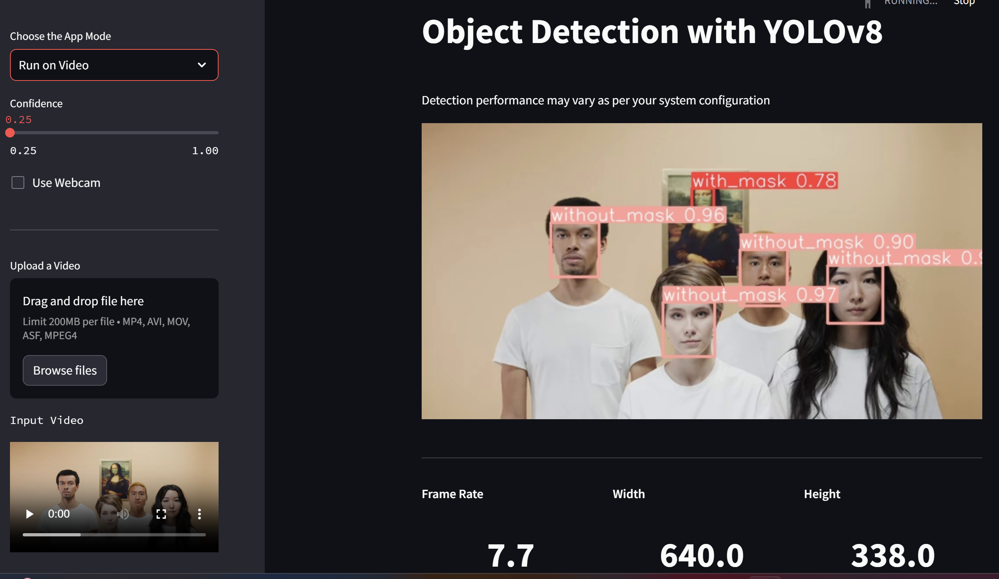 Choose the App Mode
Run on Video
Confidence
0.25
0.25 1.00
Use Webcam
Upload a Video
Drag and drop file here
Limit 200MB per file • MP4, AVI, MOV,
ASF, MPEG4
Browse files
Input Video
0:00
RUNNING... Stop
Object Detection with YOLOv8
Detection performance may vary as per your system configuration
with_mask 0.78
without_mask 0.96
without_mask 0.90
without_mask
without_mask 0.97
Frame Rate Width Height
7.7 640.0 338.0